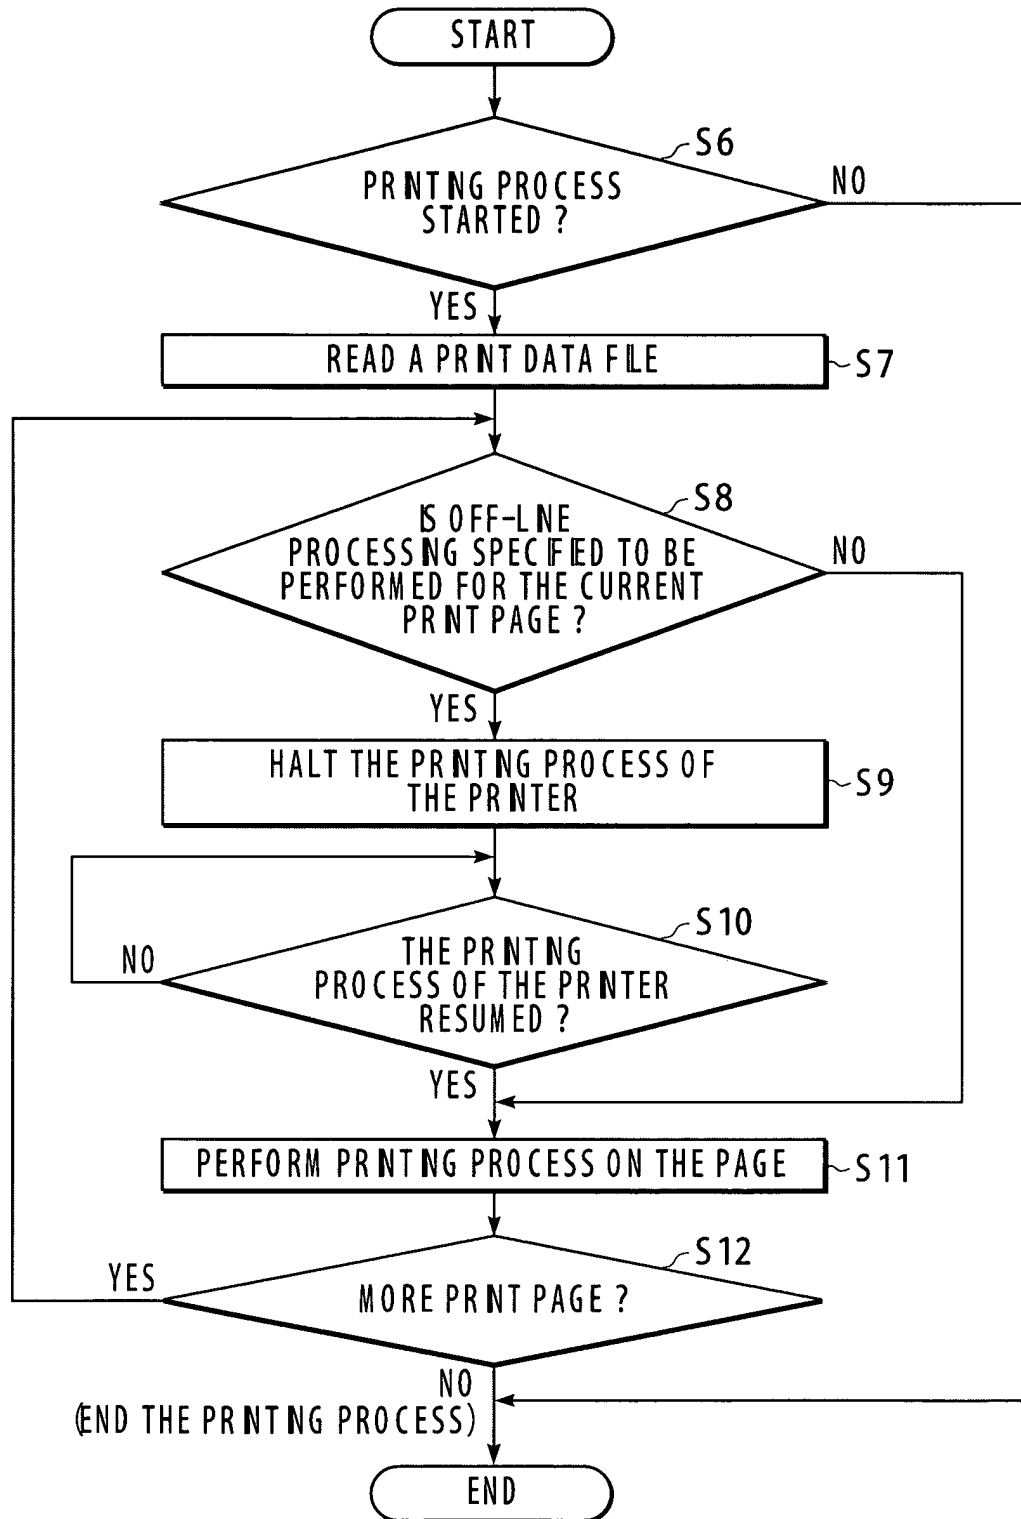 START
S6
PRINTING PROCESS
STARTED ?
NO
YES
READ A PRINT DATA FILE
S7
S8
IS OFF-LINE
PROCESSING SPECIFIED TO BE
PERFORMED FOR THE CURRENT
PRINT PAGE ?
NO
YES
HALT THE PRINTING PROCESS OF
THE PRINTER
S9
S10
THE PRINTING
PROCESS OF THE PRINTER
RESUMED ?
NO
YES
PERFORM PRINTING PROCESS ON THE PAGE
S11
S12
MORE PRINT PAGE ?
YES
NO
(END THE PRINTING PROCESS)
END